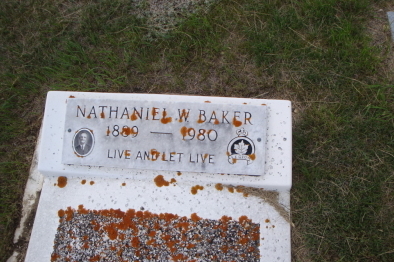 NATHANIEL W. BAKER
1889 — 1980
LIVE AND LET LIVE